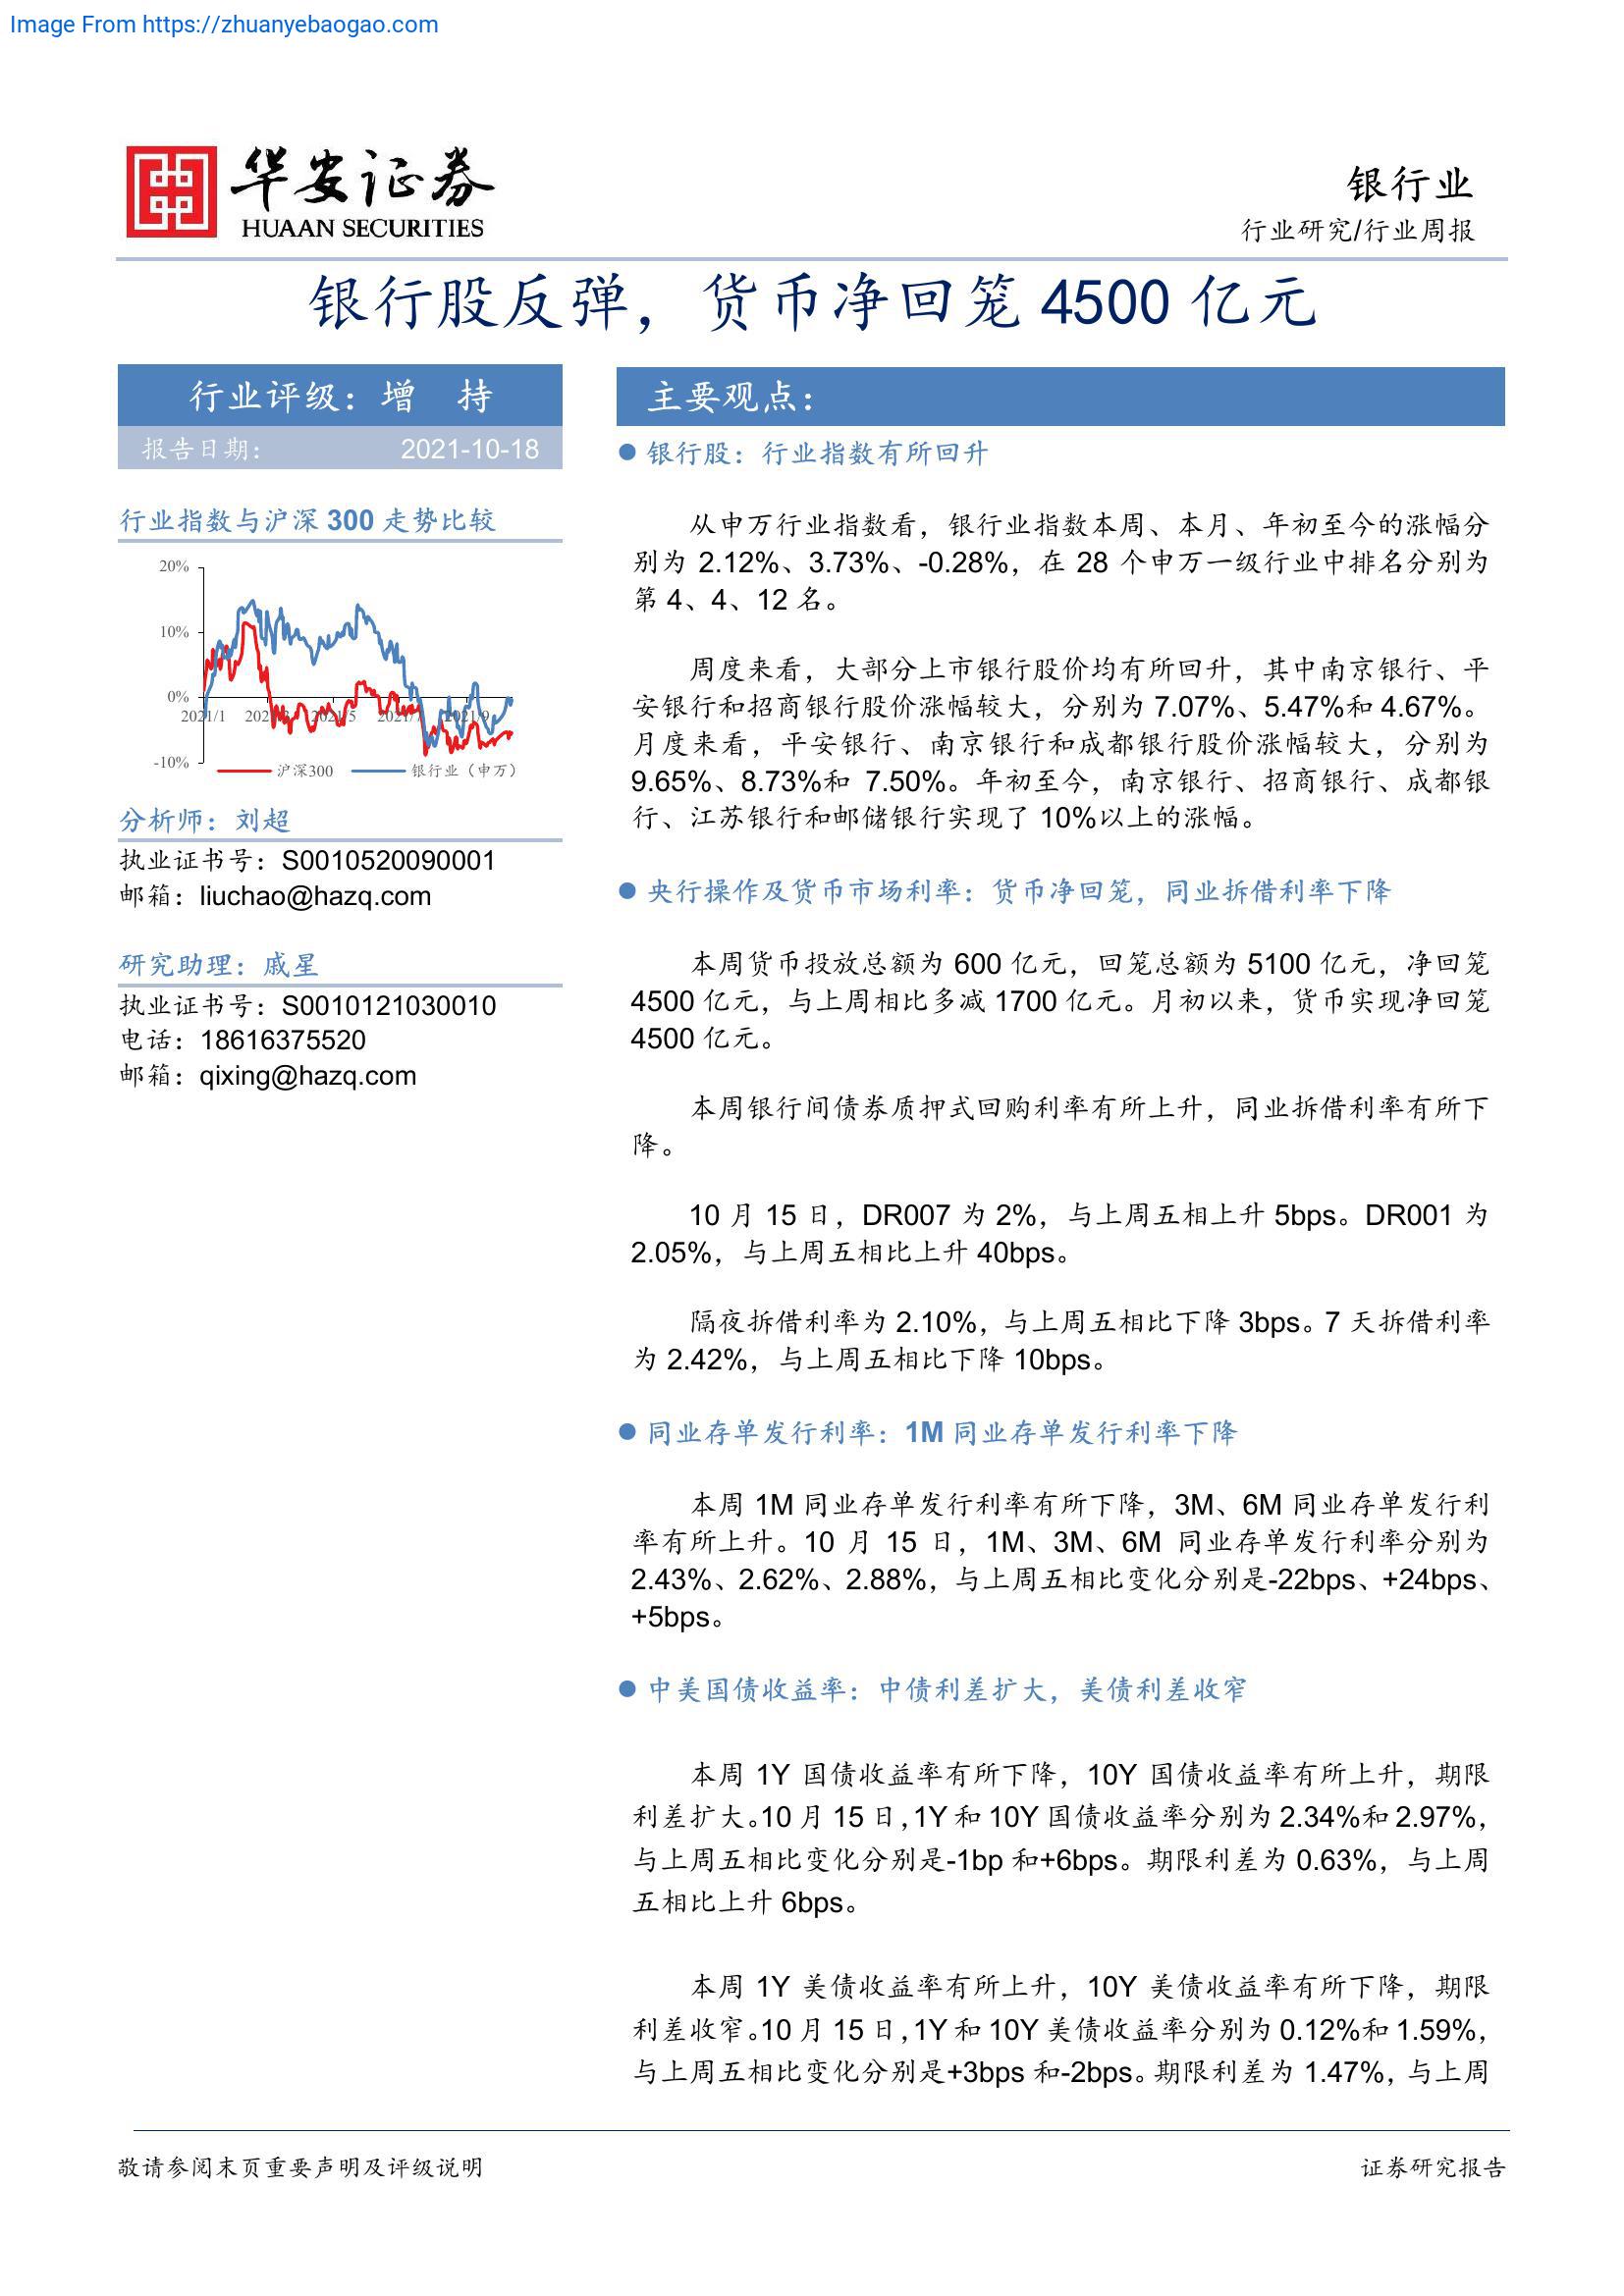 Image From https://zhuanyebaogao.com
华安证券
HUAAN SECURITIES
银行业
行业研究/行业周报
银行股反弹，货币净回笼 4500 亿元
行业评级：增 持
报告日期： 2021-10-18
行业指数与沪深 300 走势比较
20%
10%
0%
-10%
2021/1 2021/3 2021/5 2021/7 2021/9
沪深300 银行业（申万）
分析师：刘超
执业证书号：S0010520090001
邮箱：liuchao@hazq.com
研究助理：戚星
执业证书号：S0010121030010
电话：18616375520
邮箱：qixing@hazq.com
主要观点：
● 银行股：行业指数有所回升
从申万行业指数看，银行业指数本周、本月、年初至今的涨幅分
别为 2.12%、3.73%、-0.28%，在 28 个申万一级行业中排名分别为
第 4、4、12 名。
周度来看，大部分上市银行股价均有所回升，其中南京银行、平
安银行和招商银行股价涨幅较大，分别为 7.07%、5.47%和 4.67%。
月度来看，平安银行、南京银行和成都银行股价涨幅较大，分别为
9.65%、8.73%和 7.50%。年初至今，南京银行、招商银行、成都银
行、江苏银行和邮储银行实现了 10%以上的涨幅。
● 央行操作及货币市场利率：货币净回笼，同业拆借利率下降
本周货币投放总额为 600 亿元，回笼总额为 5100 亿元，净回笼
4500 亿元，与上周相比多减 1700 亿元。月初以来，货币实现净回笼
4500 亿元。
本周银行间债券质押式回购利率有所上升，同业拆借利率有所下
降。
10 月 15 日，DR007 为 2%，与上周五相上升 5bps。DR001 为
2.05%，与上周五相比上升 40bps。
隔夜拆借利率为 2.10%，与上周五相比下降 3bps。7 天拆借利率
为 2.42%，与上周五相比下降 10bps。
● 同业存单发行利率：1M 同业存单发行利率下降
本周 1M 同业存单发行利率有所下降，3M、6M 同业存单发行利
率有所上升。10 月 15 日，1M、3M、6M 同业存单发行利率分别为
2.43%、2.62%、2.88%，与上周五相比变化分别是-22bps、+24bps、
+5bps。
● 中美国债收益率：中债利差扩大，美债利差收窄
本周 1Y 国债收益率有所下降，10Y 国债收益率有所上升，期限
利差扩大。10 月 15 日，1Y 和 10Y 国债收益率分别为 2.34%和 2.97%，
与上周五相比变化分别是-1bp 和+6bps。期限利差为 0.63%，与上周
五相比上升 6bps。
本周 1Y 美债收益率有所上升，10Y 美债收益率有所下降，期限
利差收窄。10 月 15 日，1Y 和 10Y 美债收益率分别为 0.12%和 1.59%，
与上周五相比变化分别是+3bps 和-2bps。期限利差为 1.47%，与上周
敬请参阅末页重要声明及评级说明
证券研究报告